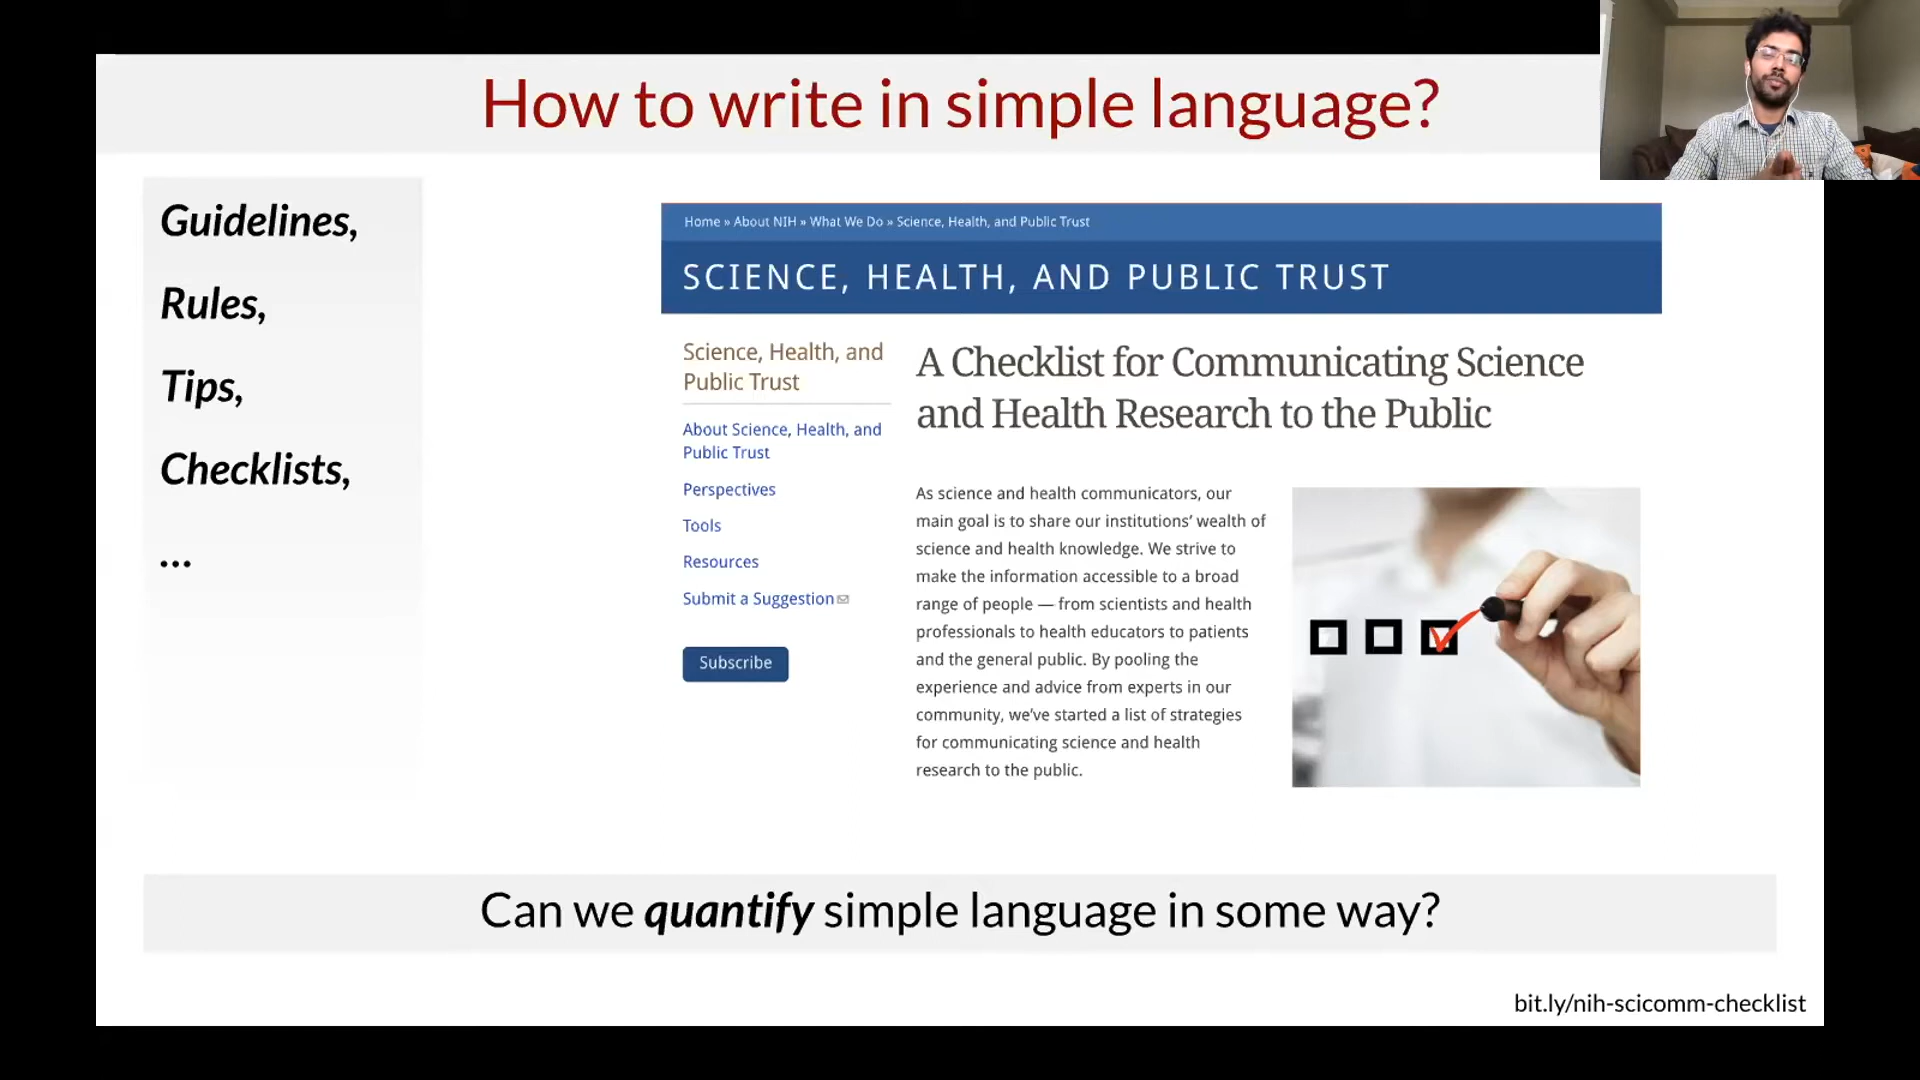 How to write in simple language?
Guidelines,
Rules,
Tips,
Checklists,
...
Home » About NIH » What We Do » Science, Health, and Public Trust
SCIENCE, HEALTH, AND PUBLIC TRUST
Science, Health, and
Public Trust
About Science, Health, and
Public Trust
Perspectives
Tools
Resources
Submit a Suggestion
Subscribe
A Checklist for Communicating Science
and Health Research to the Public
As science and health communicators, our
main goal is to share our institutions’ wealth of
science and health knowledge. We strive to
make the information accessible to a broad
range of people — from scientists and health
professionals to health educators to patients
and the general public. By pooling the
experience and advice from experts in our
community, we’ve started a list of strategies
for communicating science and health
research to the public.
Can we quantify simple language in some way?
bit.ly/nih-scicomm-checklist